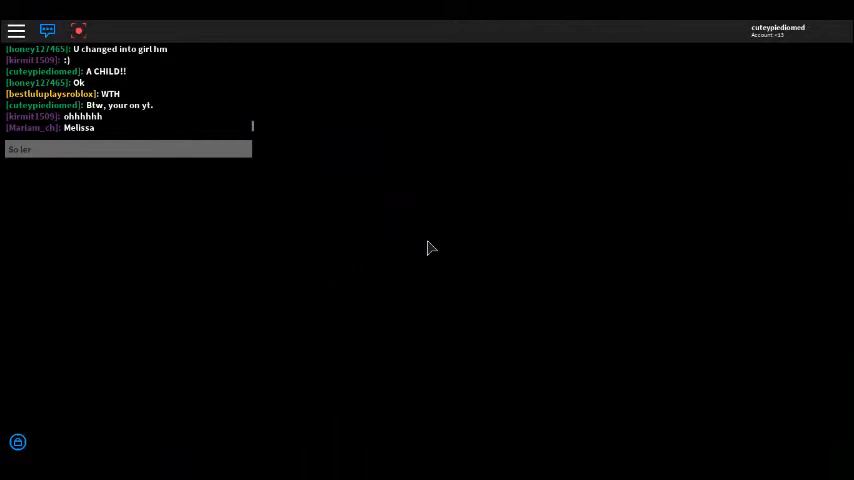 cuteypiediomed
Account <13
[honey127465]: U changed into girl hm
[kirmit1509]: :)
[cuteypiediomed]: A CHILD!!
[honey127465]: Ok
[bestluluplaysroblox]: WTH
[cuteypiediomed]: Btw, your on yt.
[kirmit1509]: ohhhhhh
[Mariam_ch]: Melissa
So ler